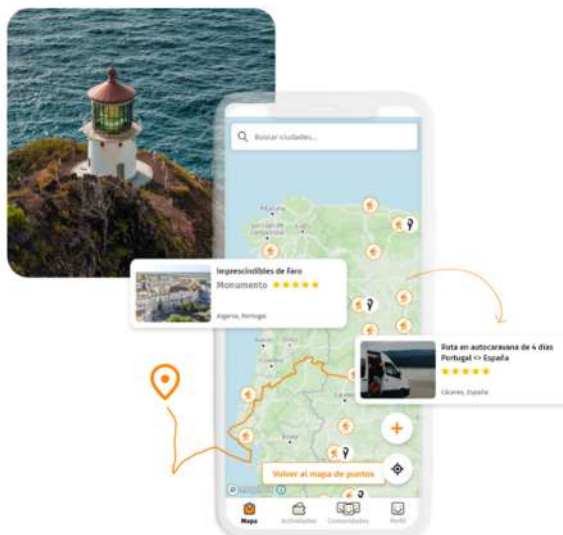 Buscar ciudades...
Imprescindibles de Faro
Monumento
Algarve, Portugal
Ruta en autocaravana de 4 días
Portugal <> España
Cáceres, España
Volver al mapa de puntos
Mapa
Actividades
Comunidades
Perfil